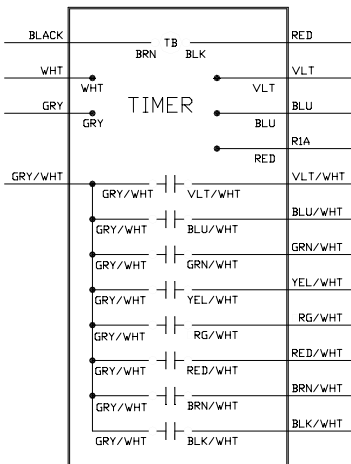 BLACK TB RED
BRN BLK
WHT VLT
WHT VLT
GRY TIMER BLU
GRY BLU
R1A
RED
GRY/WHT VLT/WHT
GRY/WHT VLT/WHT
BLU/WHT
GRY/WHT BLU/WHT
GRN/WHT
GRY/WHT GRN/WHT
YEL/WHT
GRY/WHT YEL/WHT
RG/WHT
GRY/WHT RG/WHT
RED/WHT
GRY/WHT RED/WHT
BRN/WHT
GRY/WHT BRN/WHT
BLK/WHT
GRY/WHT BLK/WHT